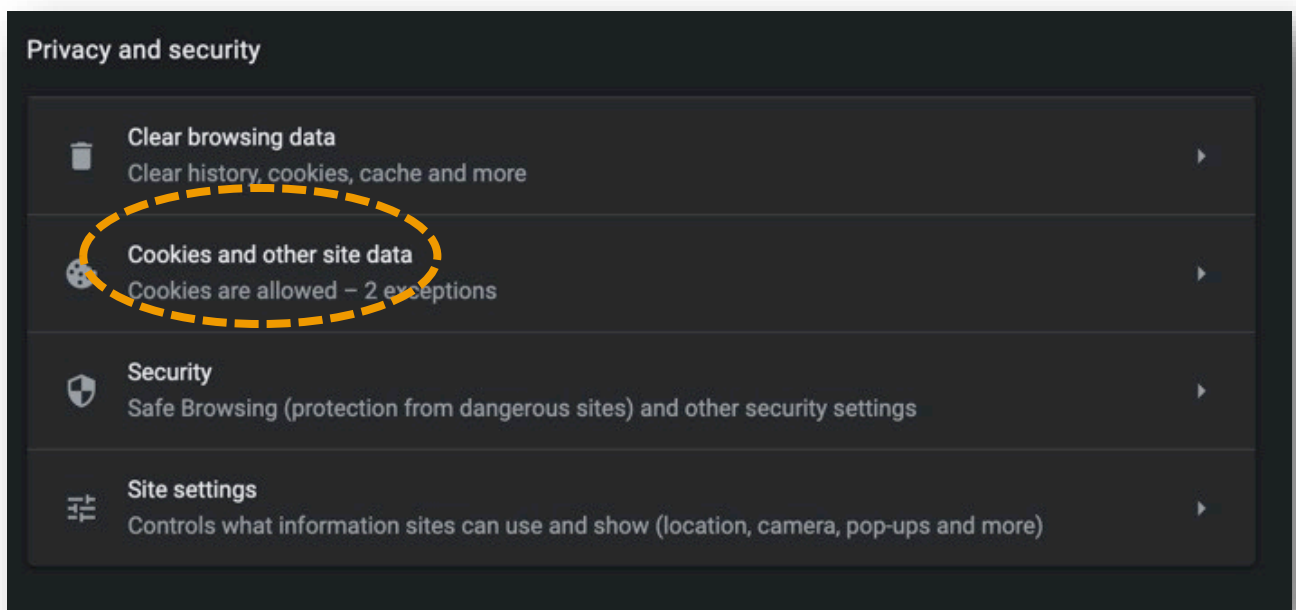 Privacy and security
Clear browsing data
Clear history, cookies, cache and more
Cookies and other site data
Cookies are allowed – 2 exceptions
Security
Safe Browsing (protection from dangerous sites) and other security settings
Site settings
Controls what information sites can use and show (location, camera, pop-ups and more)